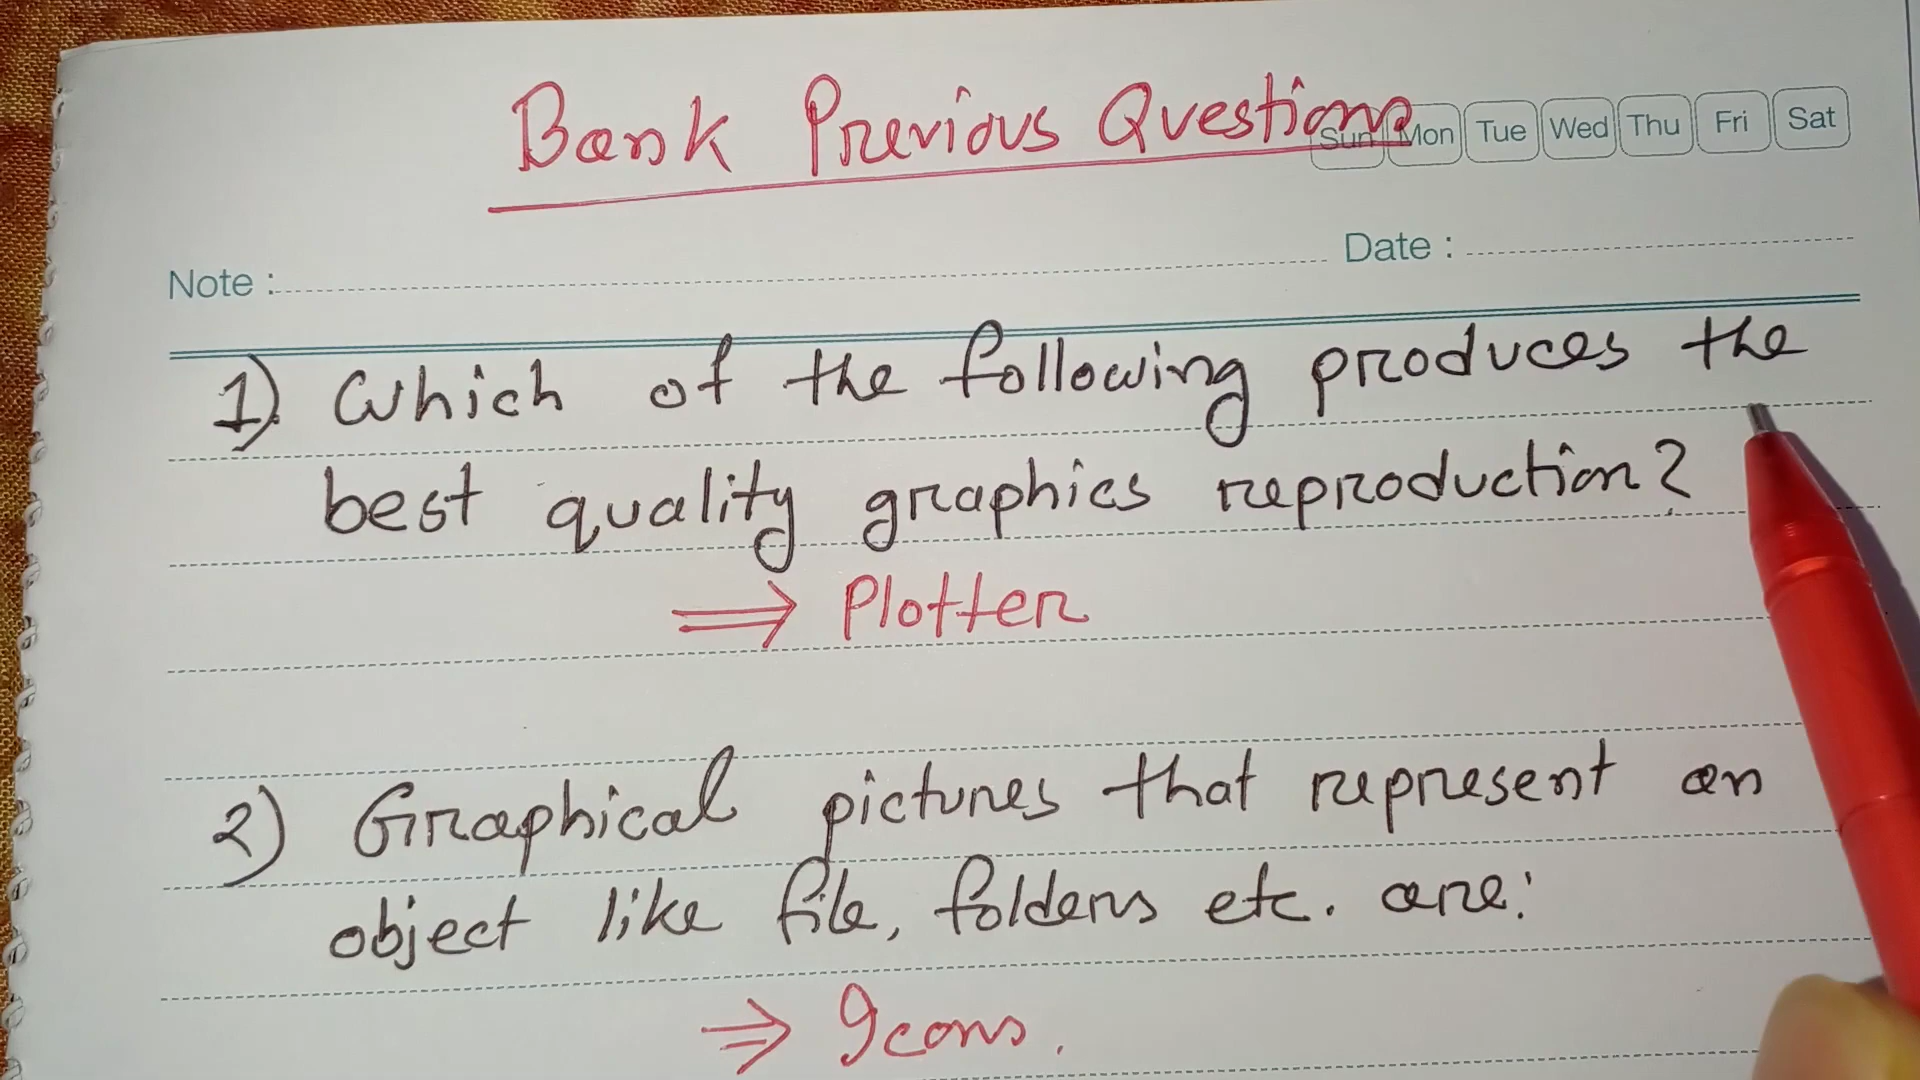 Bank Previous Questions
Sun Mon Tue Wed Thu Fri Sat
Note : Date :
1) Which of the following produces the
best quality graphics reproduction?
⇒ Plotter
2) Graphical pictures that represent an
object like file, folders etc. are:
⇒ Icons.